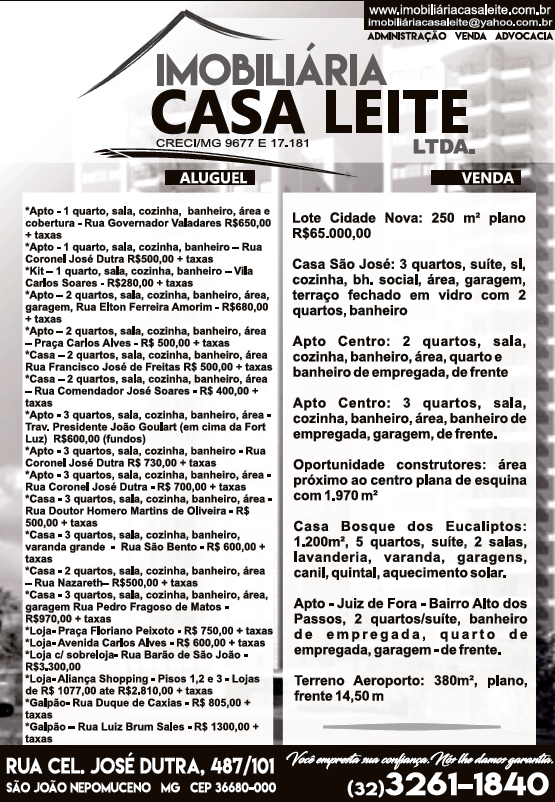 www.imobiliáriacasaleite.com.br
imobiliáriacasaleite@yahoo.com.br
ADMINISTRAÇÃO VENDA ADVOCACIA
IMOBILIÁRIA
CASA LEITE
LTDA.
CRECI/MG 9677 E 17.181
ALUGUEL
*Apto - 1 quarto, sala, cozinha, banheiro, área e
cobertura - Rua Governador Valadares R$650,00
+ taxas
*Apto - 1 quarto, sala, cozinha, banheiro – Rua
Coronel José Dutra R$500,00 + taxas
*Kit – 1 quarto, sala, cozinha, banheiro – Vila
Carlos Soares - R$280,00 + taxas
*Apto – 2 quartos, sala, cozinha, banheiro, área,
garagem, Rua Elton Ferreira Amorim - R$680,00
+ taxas
*Apto – 2 quartos, sala, cozinha, banheiro, área
– Praça Carlos Alves - R$ 500,00 + taxas
*Casa – 2 quartos, sala, cozinha, banheiro, área
Rua Francisco José de Freitas R$ 500,00 + taxas
*Casa – 2 quartos, sala, cozinha, banheiro, área
– Rua Comendador José Soares - R$ 400,00 +
taxas
*Apto - 3 quartos, sala, cozinha, banheiro, área -
Trav. Presidente João Goulart (em cima da Fort
Luz) R$600,00 (fundos)
*Apto - 3 quartos, sala, cozinha, banheiro - Rua
Coronel José Dutra R$ 730,00 + taxas
*Apto - 3 quartos, sala, cozinha, banheiro, área -
Rua Coronel José Dutra - R$ 700,00 + taxas
*Casa - 3 quartos, sala, cozinha, banheiro, área -
Rua Doutor Homero Martins de Oliveira - R$
500,00 + taxas
*Casa - 3 quartos, sala, cozinha, banheiro,
varanda grande - Rua São Bento - R$ 600,00 +
taxas
*Casa - 2 quartos, sala, cozinha, banheiro, área
– Rua Nazareth– R$500,00 + taxas
*Casa - 3 quartos, sala, cozinha, banheiro, área,
garagem Rua Pedro Fragoso de Matos -
R$970,00 + taxas
*Loja- Praça Floriano Peixoto - R$ 750,00 + taxas
*Loja- Avenida Carlos Alves - R$ 600,00 + taxas
*Loja c/ sobreloja- Rua Barão de São João -
R$3.300,00
*Loja- Aliança Shopping - Pisos 1,2 e 3 - Lojas
de R$ 1077,00 ate R$2.810,00 + taxas
*Galpão- Rua Duque de Caxias - R$ 805,00 +
taxas
*Galpão – Rua Luiz Brum Sales - R$ 1300,00 +
taxas
VENDA
Lote Cidade Nova: 250 m² plano
R$65.000,00
Casa São José: 3 quartos, suíte, sl,
cozinha, bh. social, área, garagem,
terraço fechado em vidro com 2
quartos, banheiro
Apto Centro: 2 quartos, sala,
cozinha, banheiro, área, quarto e
banheiro de empregada, de frente
Apto Centro: 3 quartos, sala,
cozinha, banheiro, área, banheiro de
empregada, garagem, de frente.
Oportunidade construtores: área
próximo ao centro plana de esquina
com 1.970 m²
Casa Bosque dos Eucaliptos:
1.200m², 5 quartos, suíte, 2 salas,
lavanderia, varanda, garagens,
canil, quintal, aquecimento solar.
Apto - Juiz de Fora - Bairro Alto dos
Passos, 2 quartos/suíte, banheiro
de empregada, quarto de
empregada, garagem - de frente.
Terreno Aeroporto: 380m², plano,
frente 14,50 m
RUA CEL. JOSÉ DUTRA, 487/101
SÃO JOÃO NEPOMUCENO MG CEP 36680-000
Você empresta sua confiança. Nós lhe damos garantia.
(32)3261-1840